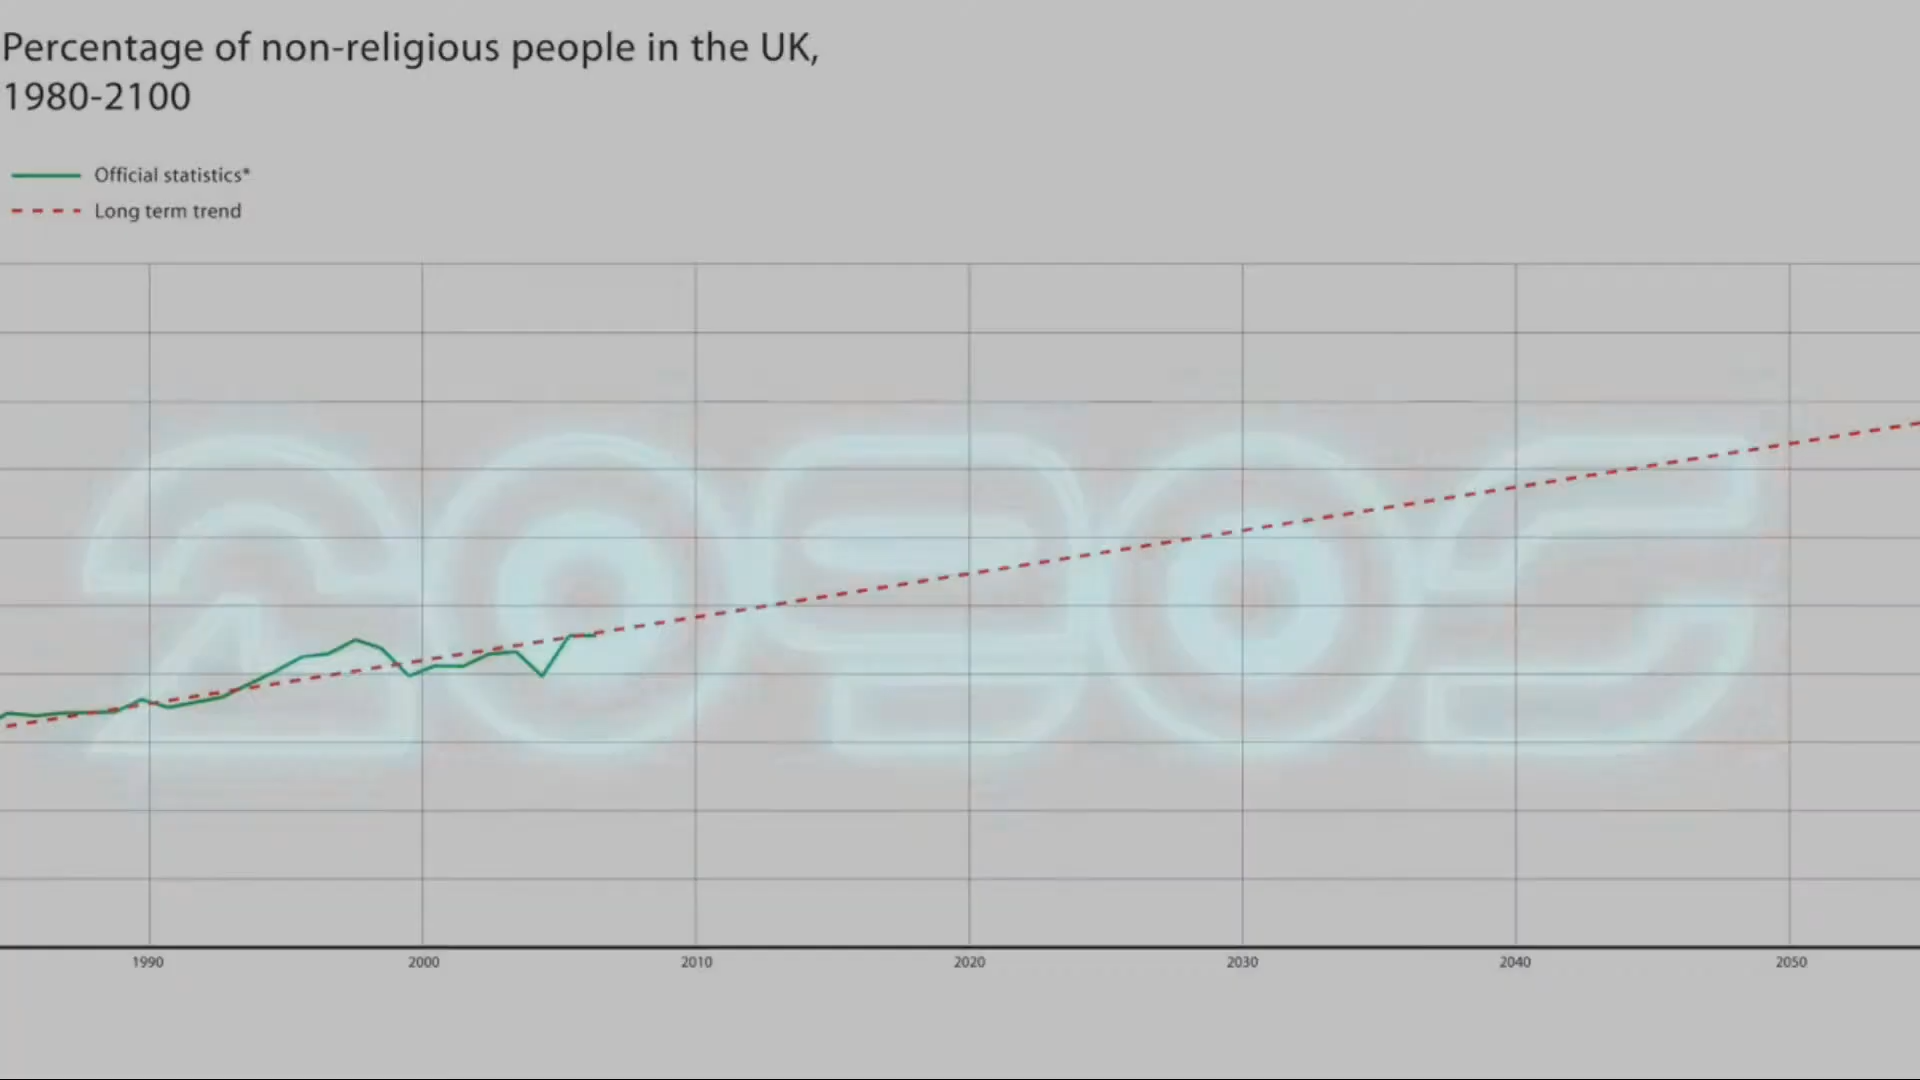 Percentage of non-religious people in the UK,
1980-2100
Official statistics*
Long term trend
2090s
1990 2000 2010 2020 2030 2040 2050